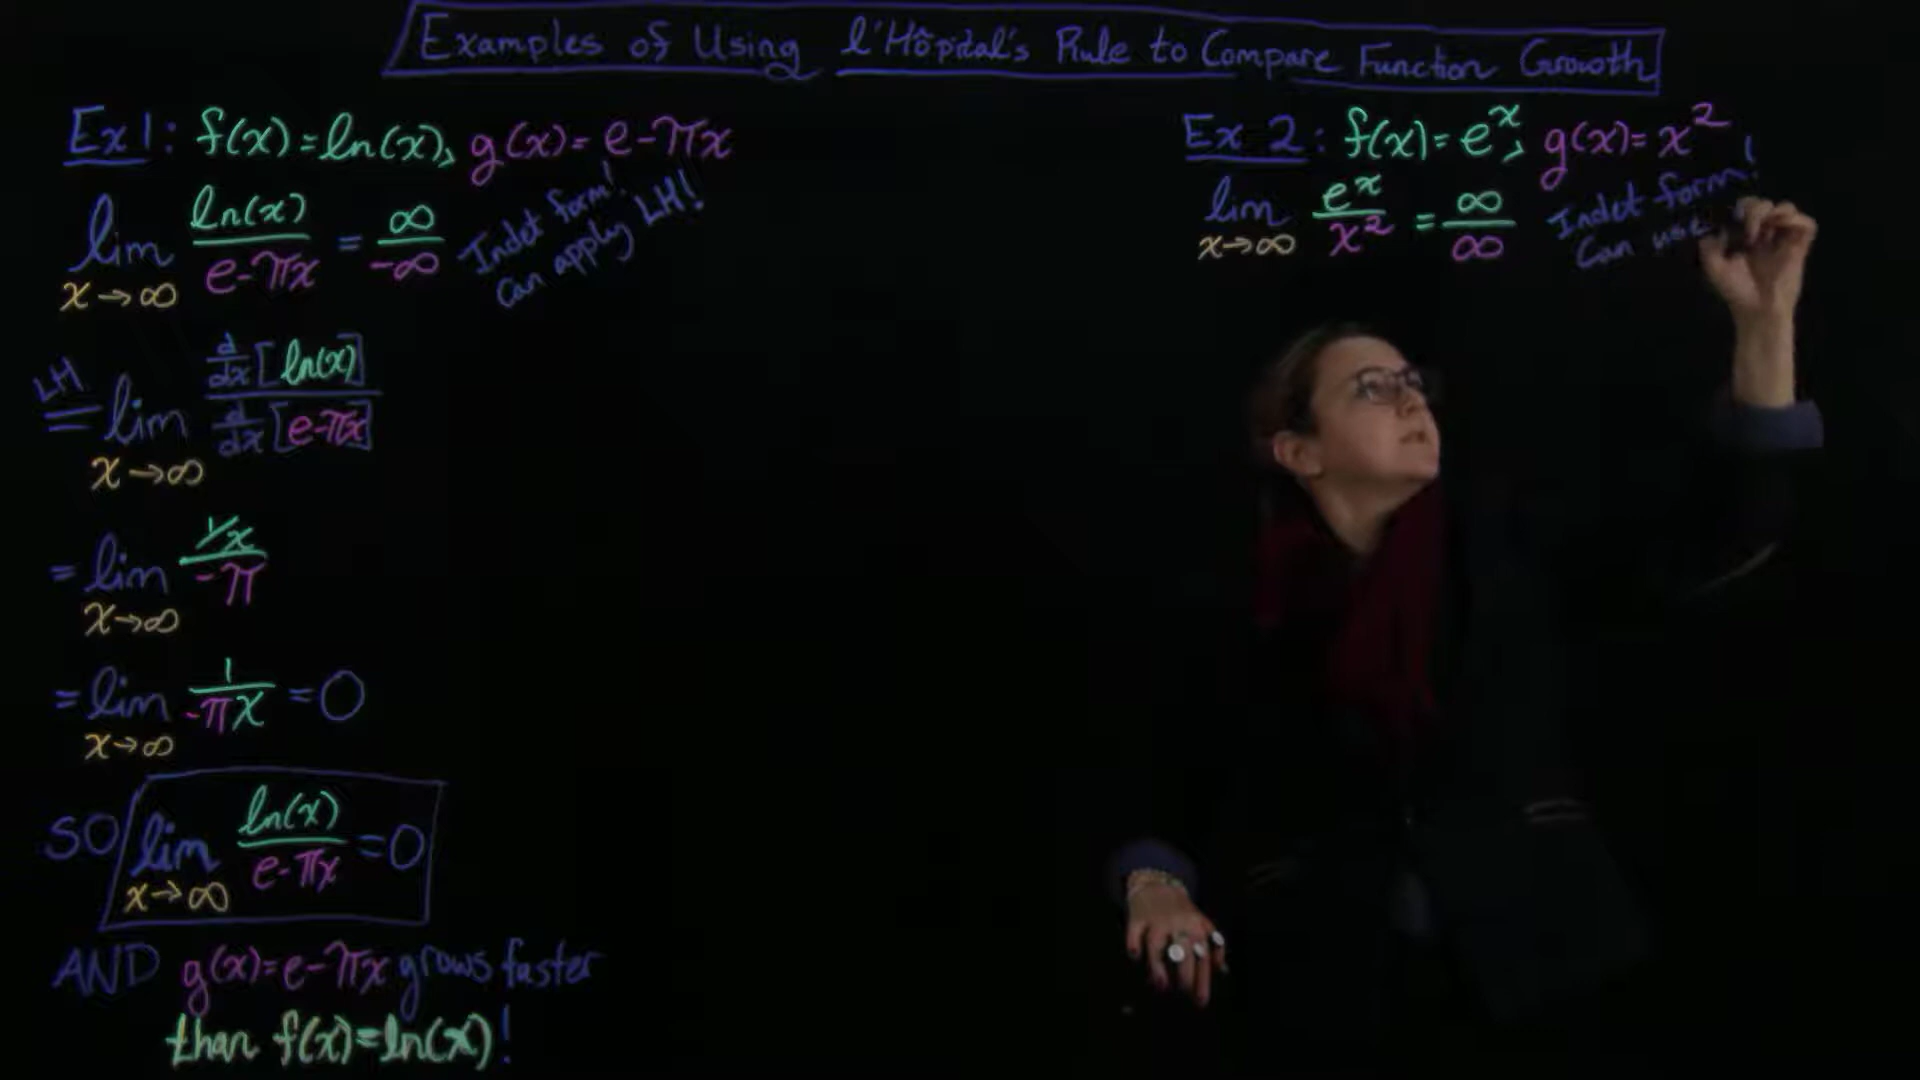 Examples of Using l'Hôpital's Rule to Compare Function Growth
Ex 1: f(x)=ln(x), g(x)= e-πx
lim x→∞ ln(x)/(e-πx) = ∞/-∞
Indet form!
Can apply LH!
LH = lim x→∞ d/dx [ln(x)] / d/dx [e-πx]
= lim x→∞ (1/x)/(-π)
= lim x→∞ 1/(-πx) = 0
SO lim x→∞ ln(x)/(e-πx) = 0
AND g(x)=e-πx grows faster
than f(x)=ln(x)!
Ex 2: f(x)= e^x, g(x)= x^2
lim x→∞ e^x/x^2 = ∞/∞
Indet form!
Can use